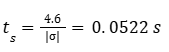 t_s = 4.6/|σ| = 0.0522 s